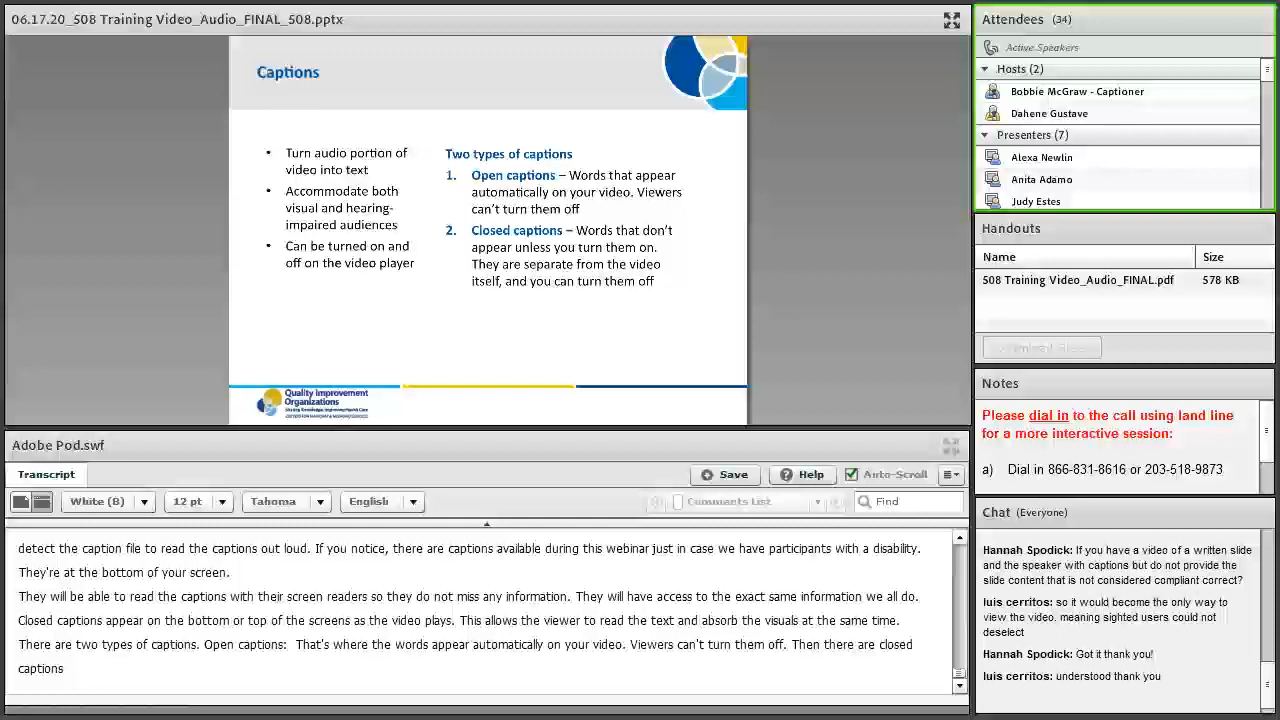 06.17.20_508 Training Video_Audio_FINAL_508.pptx
Captions
• Turn audio portion of
video into text
• Accommodate both
visual and hearing-
impaired audiences
• Can be turned on and
off on the video player
Two types of captions
1. Open captions – Words that appear
automatically on your video. Viewers
can't turn them off
2. Closed captions – Words that don't
appear unless you turn them on.
They are separate from the video
itself, and you can turn them off
Quality Improvement
Organizations
Sharing Knowledge. Improving Health Care.
CENTERS FOR MEDICARE & MEDICAID SERVICES
Adobe Pod.swf
Transcript
Save
Help
Auto-Scroll
White (8)
12 pt
Tahoma
English
Comments List
Find
detect the caption file to read the captions out loud. If you notice, there are captions available during this webinar just in case we have participants with a disability.
They're at the bottom of your screen.
They will be able to read the captions with their screen readers so they do not miss any information. They will have access to the exact same information we all do.
Closed captions appear on the bottom or top of the screens as the video plays. This allows the viewer to read the text and absorb the visuals at the same time.
There are two types of captions. Open captions: That's where the words appear automatically on your video. Viewers can't turn them off. Then there are closed
captions
Attendees (34)
Active Speakers
Hosts (2)
Bobbie McGraw - Captioner
Dahene Gustave
Presenters (7)
Alexa Newlin
Anita Adamo
Judy Estes
Handouts
Name Size
508 Training Video_Audio_FINAL.pdf 578 KB
Notes
Please dial in to the call using land line
for a more interactive session:
a) Dial in 866-831-8616 or 203-518-9873
Chat (Everyone)
Hannah Spodick: If you have a video of a written slide
and the speaker with captions but do not provide the
slide content that is not considered compliant correct?
luis cerritos: so it would become the only way to
view the video. meaning sighted users could not
deselect
Hannah Spodick: Got it thank you!
luis cerritos: understood thank you